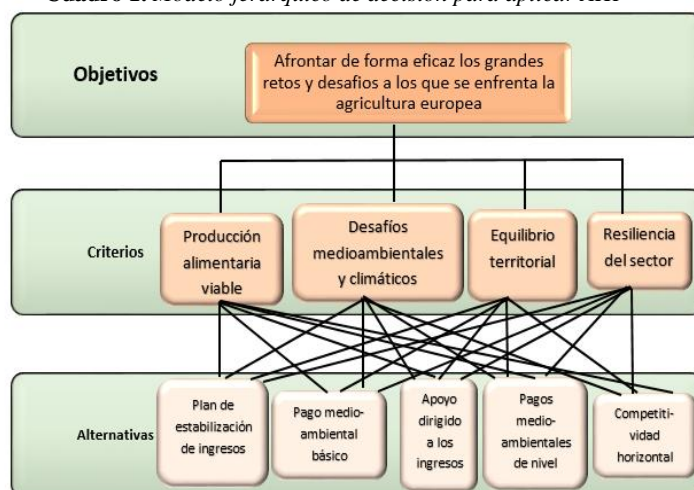 Objetivos
Afrontar de forma eficaz los grandes
retos y desafios a los que se enfrenta la
agricultura europea
Criterios
Producción
alimentaria
viable
Desafíos
medioambientales
y climáticos
Equilibrio
territorial
Resiliencia
del sector
Alternativas
Plan de
estabilización
de ingresos
Pago medio-
ambiental
básico
Apoyo
dirigido
a los
ingresos
Pagos
medio-
ambientales
de nivel
Competiti-
vidad
horizontal